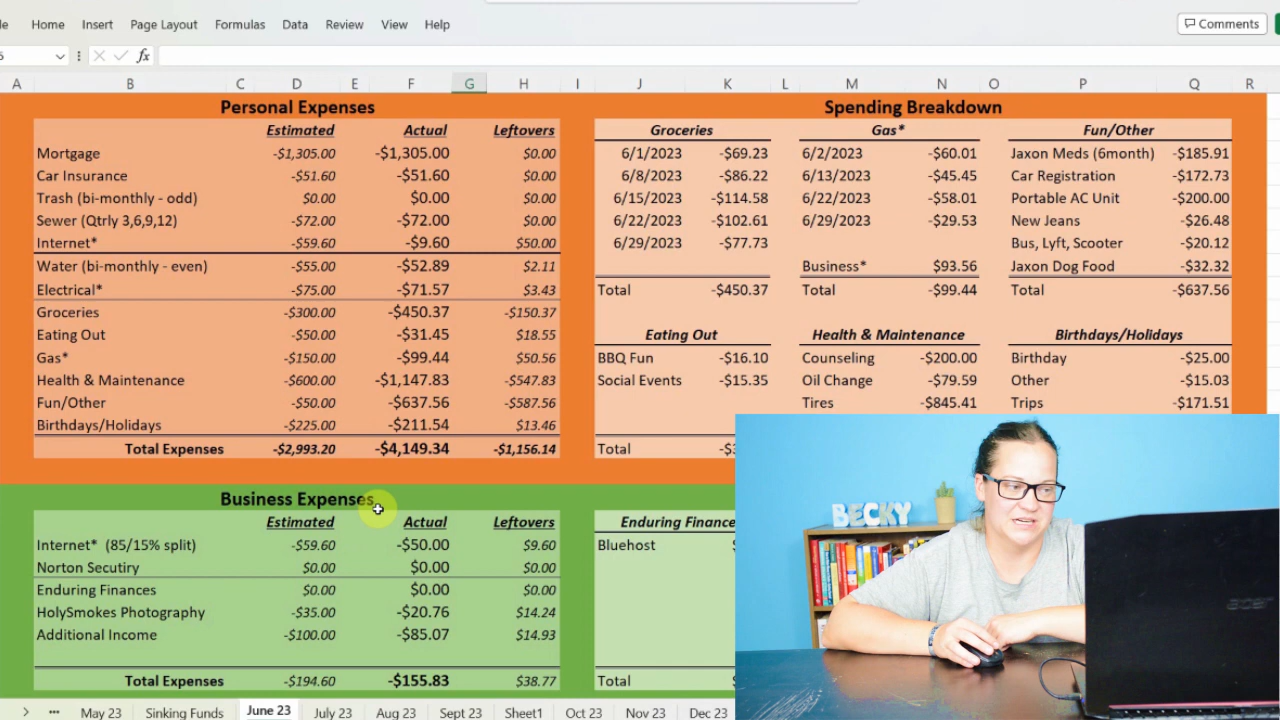 Home Insert Page Layout Formulas Data Review View Help Comments
fx
A B C D E F G H I J K L M N O P Q R
Personal Expenses
Estimated Actual Leftovers
Mortgage -$1,305.00 -$1,305.00 $0.00
Car Insurance -$51.60 -$51.60 $0.00
Trash (bi-monthly - odd) $0.00 $0.00 $0.00
Sewer (Qtrly 3,6,9,12) -$72.00 -$72.00 $0.00
Internet* -$59.60 -$9.60 $50.00
Water (bi-monthly - even) -$55.00 -$52.89 $2.11
Electrical* -$75.00 -$71.57 $3.43
Groceries -$300.00 -$450.37 -$150.37
Eating Out -$50.00 -$31.45 $18.55
Gas* -$150.00 -$99.44 $50.56
Health & Maintenance -$600.00 -$1,147.83 -$547.83
Fun/Other -$50.00 -$637.56 -$587.56
Birthdays/Holidays -$225.00 -$211.54 $13.46
Total Expenses -$2,993.20 -$4,149.34 -$1,156.14
Spending Breakdown
Groceries
6/1/2023 -$69.23
6/8/2023 -$86.22
6/15/2023 -$114.58
6/22/2023 -$102.61
6/29/2023 -$77.73
Total -$450.37
Gas*
6/2/2023 -$60.01
6/13/2023 -$45.45
6/22/2023 -$58.01
6/29/2023 -$29.53
Business* $93.56
Total -$99.44
Fun/Other
Jaxon Meds (6month) -$185.91
Car Registration -$172.73
Portable AC Unit -$200.00
New Jeans -$26.48
Bus, Lyft, Scooter -$20.12
Jaxon Dog Food -$32.32
Total -$637.56
Eating Out
BBQ Fun -$16.10
Social Events -$15.35
Total
Health & Maintenance
Counseling -$200.00
Oil Change -$79.59
Tires -$845.41
Birthdays/Holidays
Birthday -$25.00
Other -$15.03
Trips -$171.51
Business Expenses
Estimated Actual Leftovers
Internet* (85/15% split) -$59.60 -$50.00 $9.60
Norton Secutiry $0.00 $0.00 $0.00
Enduring Finances $0.00 $0.00 $0.00
HolySmokes Photography -$35.00 -$20.76 $14.24
Additional Income -$100.00 -$85.07 $14.93
Total Expenses -$194.60 -$155.83 $38.77
Enduring Finance
Bluehost
Total
BECKY
May 23 Sinking Funds June 23 July 23 Aug 23 Sept 23 Sheet1 Oct 23 Nov 23 Dec 23